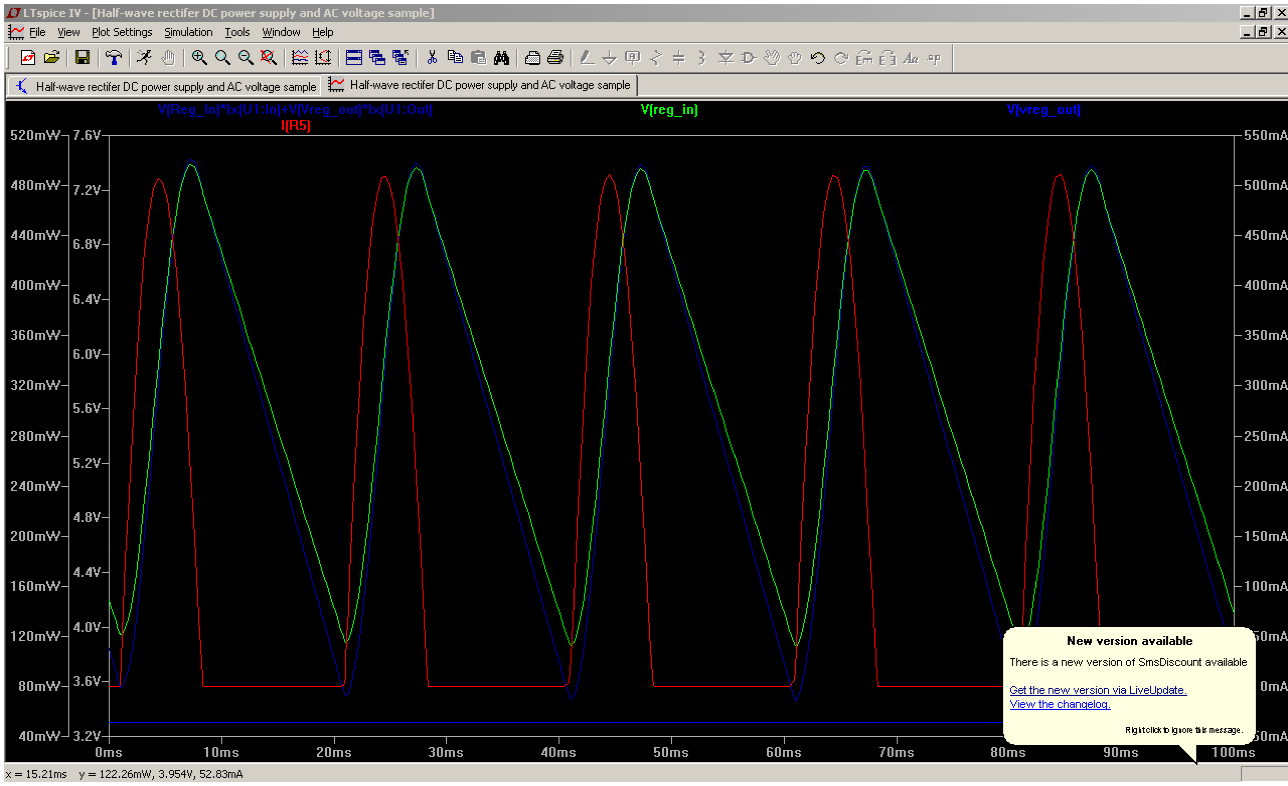 LTspice IV - [Half-wave rectifer DC power supply and AC voltage sample]
File View Plot Settings Simulation Tools Window Help
Half-wave rectifer DC power supply and AC voltage sample Half-wave rectifer DC power supply and AC voltage sample
V(Reg_In)*Ix(U1:In)+V(Vreg_out)*Ix(U1:Out) V(reg_in) V(vreg_out)
I(R5)
520mW 7.6V 550mA
480mW 7.2V 500mA
440mW 6.8V 450mA
400mW 6.4V 400mA
360mW 6.0V 350mA
320mW 5.6V 300mA
280mW 250mA
5.2V
240mW 200mA
4.8V
200mW 150mA
4.4V
160mW 100mA
120mW 4.0V 50mA
80mW 3.6V 0mA
40mW 3.2V 50mA
0ms 10ms 20ms 30ms 40ms 50ms 60ms 70ms 80ms 90ms 100ms
New version available
There is a new version of SmsDiscount available
Get the new version via LiveUpdate.
View the changelog.
Right click to ignore this message.
x = 15.21ms y = 122.26mW, 3.954V, 52.83mA